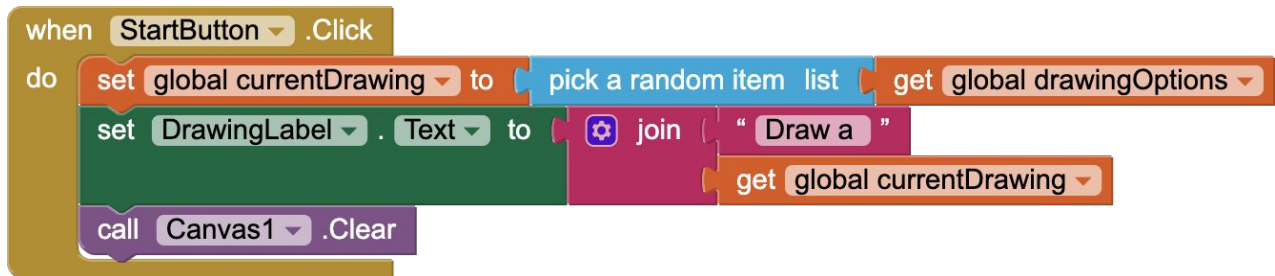 when StartButton .Click
do set global currentDrawing to pick a random item list get global drawingOptions
set DrawingLabel . Text to join “ Draw a ”
get global currentDrawing
call Canvas1 .Clear